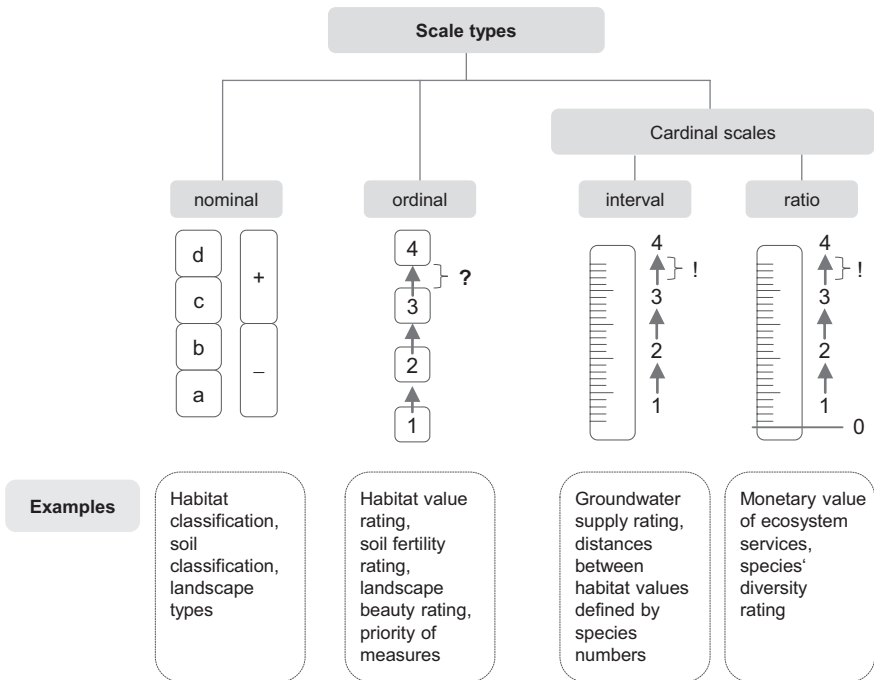 Scale types
Cardinal scales
nominal
ordinal
interval
ratio
d
c
b
a
+
–
4
3
2
1
?
4
3
2
1
!
4
3
2
1
!
0
Examples
Habitat
classification,
soil
classification,
landscape
types
Habitat value
rating,
soil fertility
rating,
landscape
beauty rating,
priority of
measures
Groundwater
supply rating,
distances
between
habitat values
defined by
species
numbers
Monetary value
of ecosystem
services,
species‘
diversity
rating